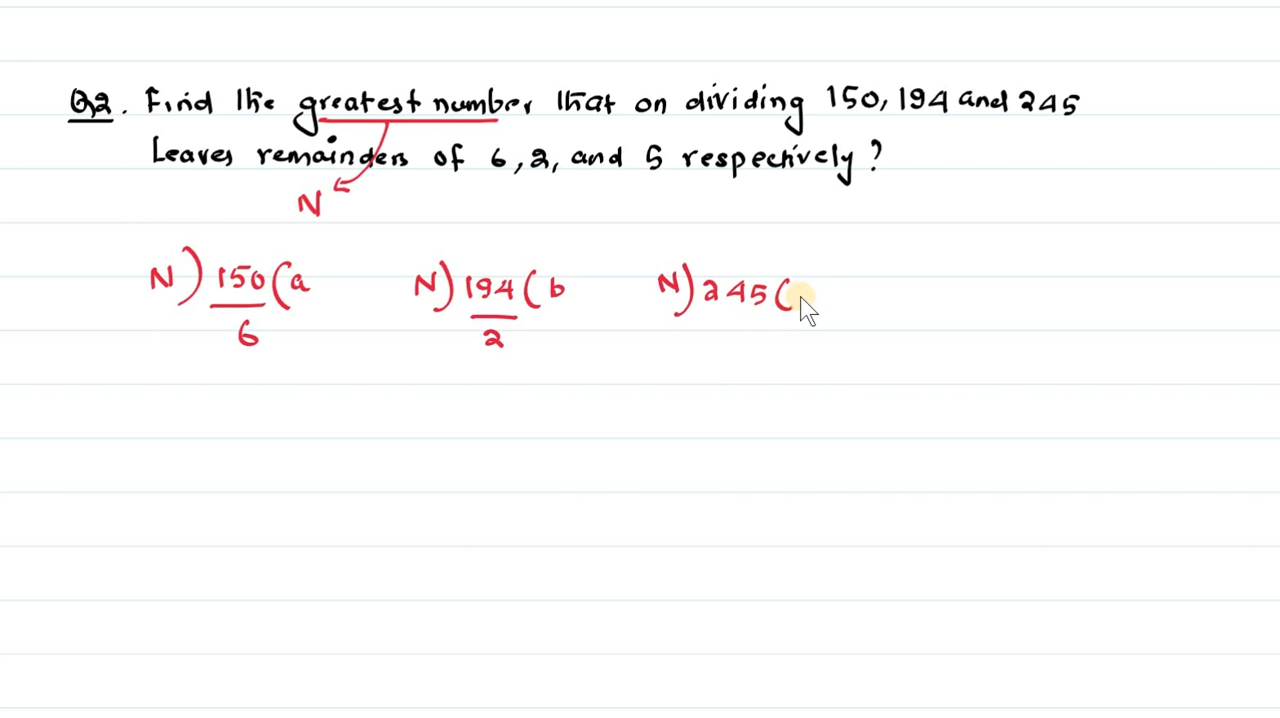 Q2. Find the greatest number that on dividing 150, 194 and 245
Leaves remainders of 6, 2, and 5 respectively?
N
N ) 150 ( a N ) 194 ( b N ) 245 (
6 2